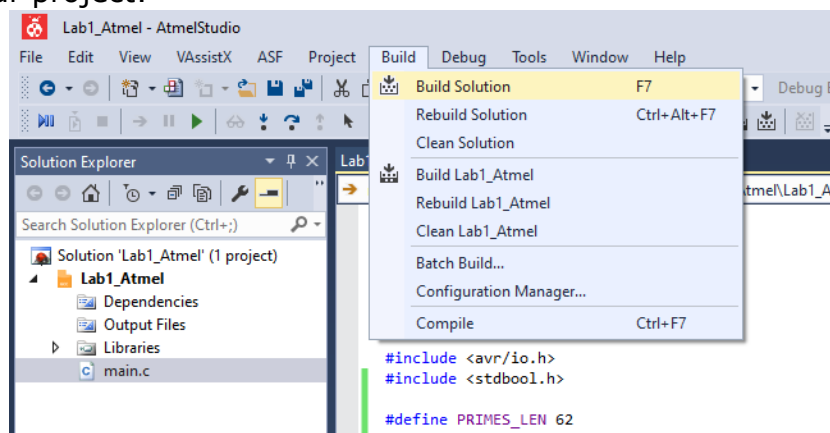 ur project.
Lab1_Atmel - AtmelStudio
File Edit View VAssistX ASF Project Build Debug Tools Window Help
Build Solution F7
Debug
Rebuild Solution Ctrl+Alt+F7
Clean Solution
Build Lab1_Atmel
Rebuild Lab1_Atmel
Clean Lab1_Atmel
Batch Build...
Configuration Manager...
Compile Ctrl+F7
Solution Explorer
Search Solution Explorer (Ctrl+;)
Solution 'Lab1_Atmel' (1 project)
Lab1_Atmel
Dependencies
Output Files
Libraries
c main.c
Lab1
tmel\Lab1_A
#include <avr/io.h>
#include <stdbool.h>
#define PRIMES_LEN 62